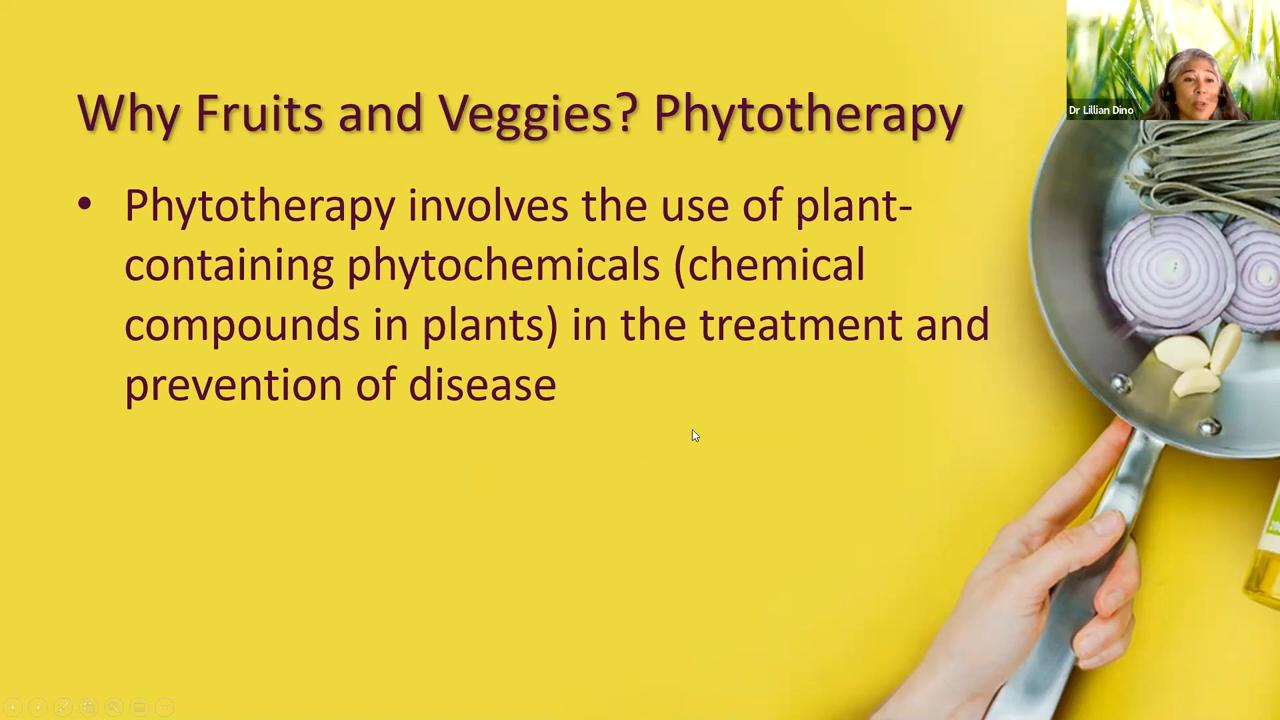 Why Fruits and Veggies? Phytotherapy
Dr Lillian Dino
• Phytotherapy involves the use of plant-
containing phytochemicals (chemical
compounds in plants) in the treatment and
prevention of disease